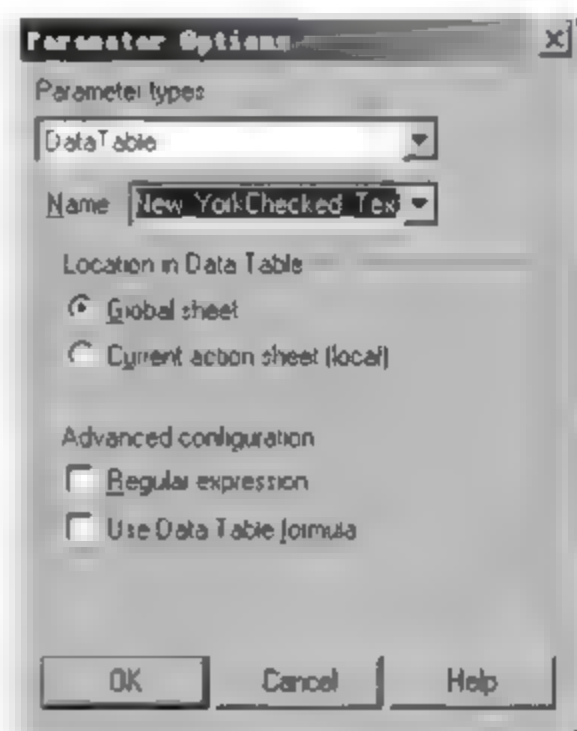 Parameter Options
Parameter types
DataTable
Name New_YorkChecked_Tex
Location in Data Table
Global sheet
Current action sheet (local)
Advanced configuration
Regular expression
Use Data Table formula
OK Cancel Help